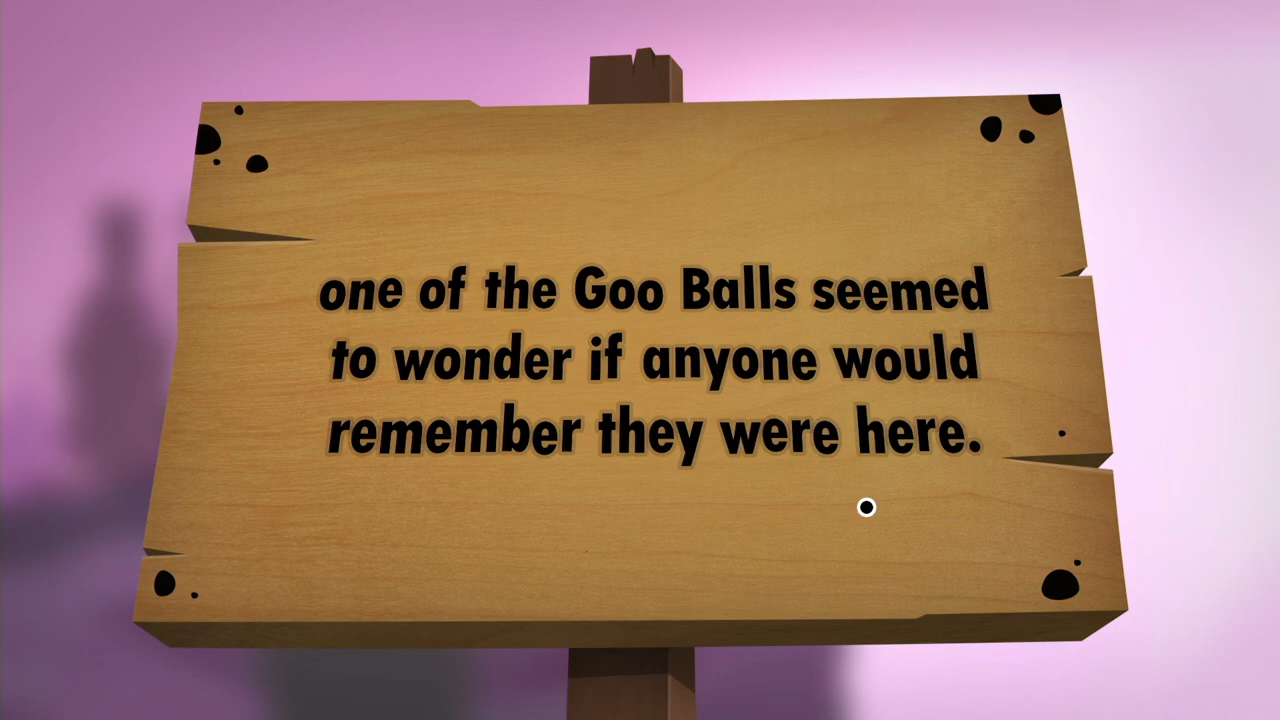 one of the Goo Balls seemed
to wonder if anyone would
remember they were here.